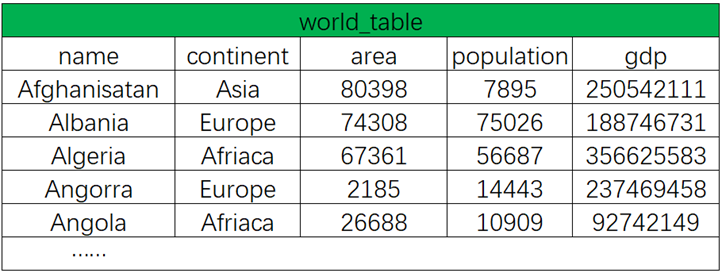 world_table
name continent area population gdp
Afghanisatan Asia 80398 7895 250542111
Albania Europe 74308 75026 188746731
Algeria Afriaca 67361 56687 356625583
Angorra Europe 2185 14443 237469458
Angola Afriaca 26688 10909 92742149
......